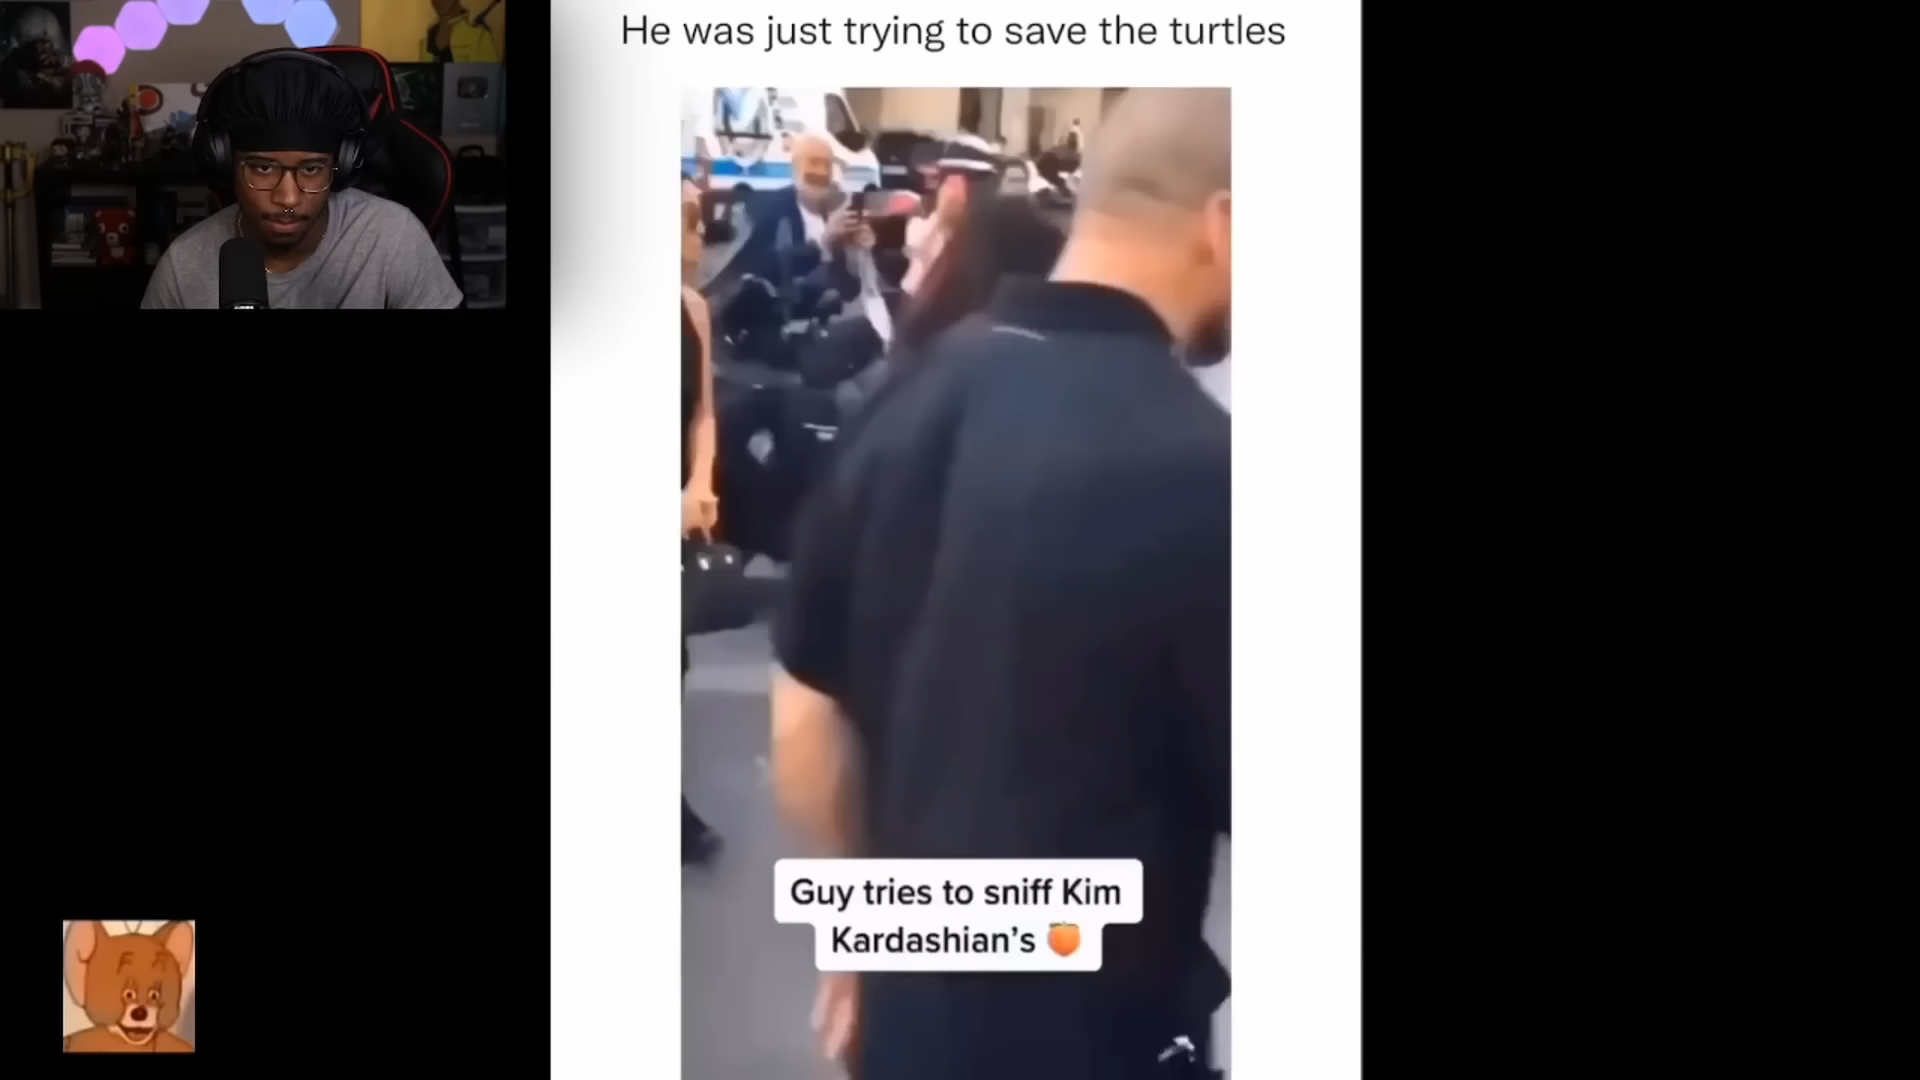 He was just trying to save the turtles
Guy tries to sniff Kim
Kardashian's 🍑